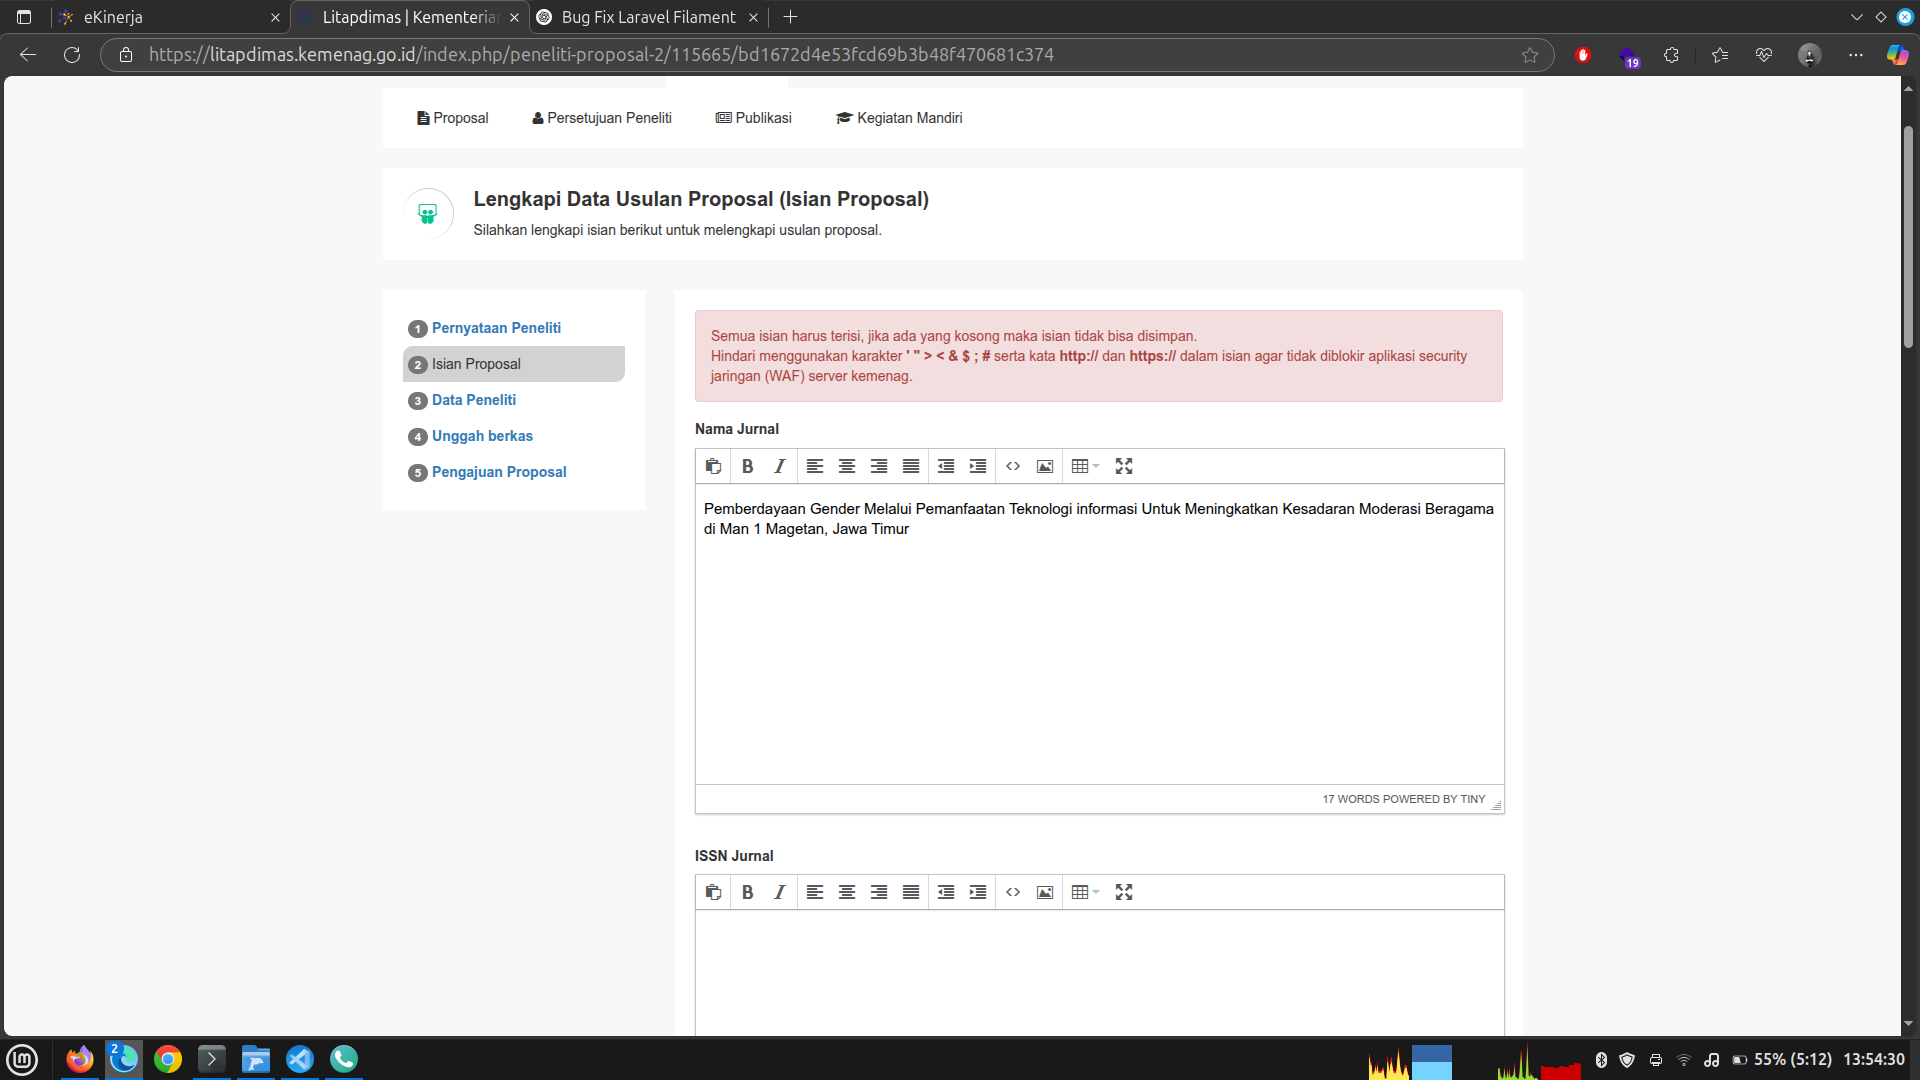 eKinerja
Litapdimas | Kementerian
Bug Fix Laravel Filament
https://litapdimas.kemenag.go.id/index.php/peneliti-proposal-2/115665/bd1672d4e53fcd69b3b48f470681c374
19
Proposal
Persetujuan Peneliti
Publikasi
Kegiatan Mandiri
Lengkapi Data Usulan Proposal (Isian Proposal)
Silahkan lengkapi isian berikut untuk melengkapi usulan proposal.
1 Pernyataan Peneliti
2 Isian Proposal
3 Data Peneliti
4 Unggah berkas
5 Pengajuan Proposal
Semua isian harus terisi, jika ada yang kosong maka isian tidak bisa disimpan.
Hindari menggunakan karakter ' " > < & $ ; # serta kata http:// dan https:// dalam isian agar tidak diblokir aplikasi security
jaringan (WAF) server kemenag.
Nama Jurnal
Pemberdayaan Gender Melalui Pemanfaatan Teknologi informasi Untuk Meningkatkan Kesadaran Moderasi Beragama
di Man 1 Magetan, Jawa Timur
17 WORDS POWERED BY TINY
ISSN Jurnal
2
55% (5:12)
13:54:30